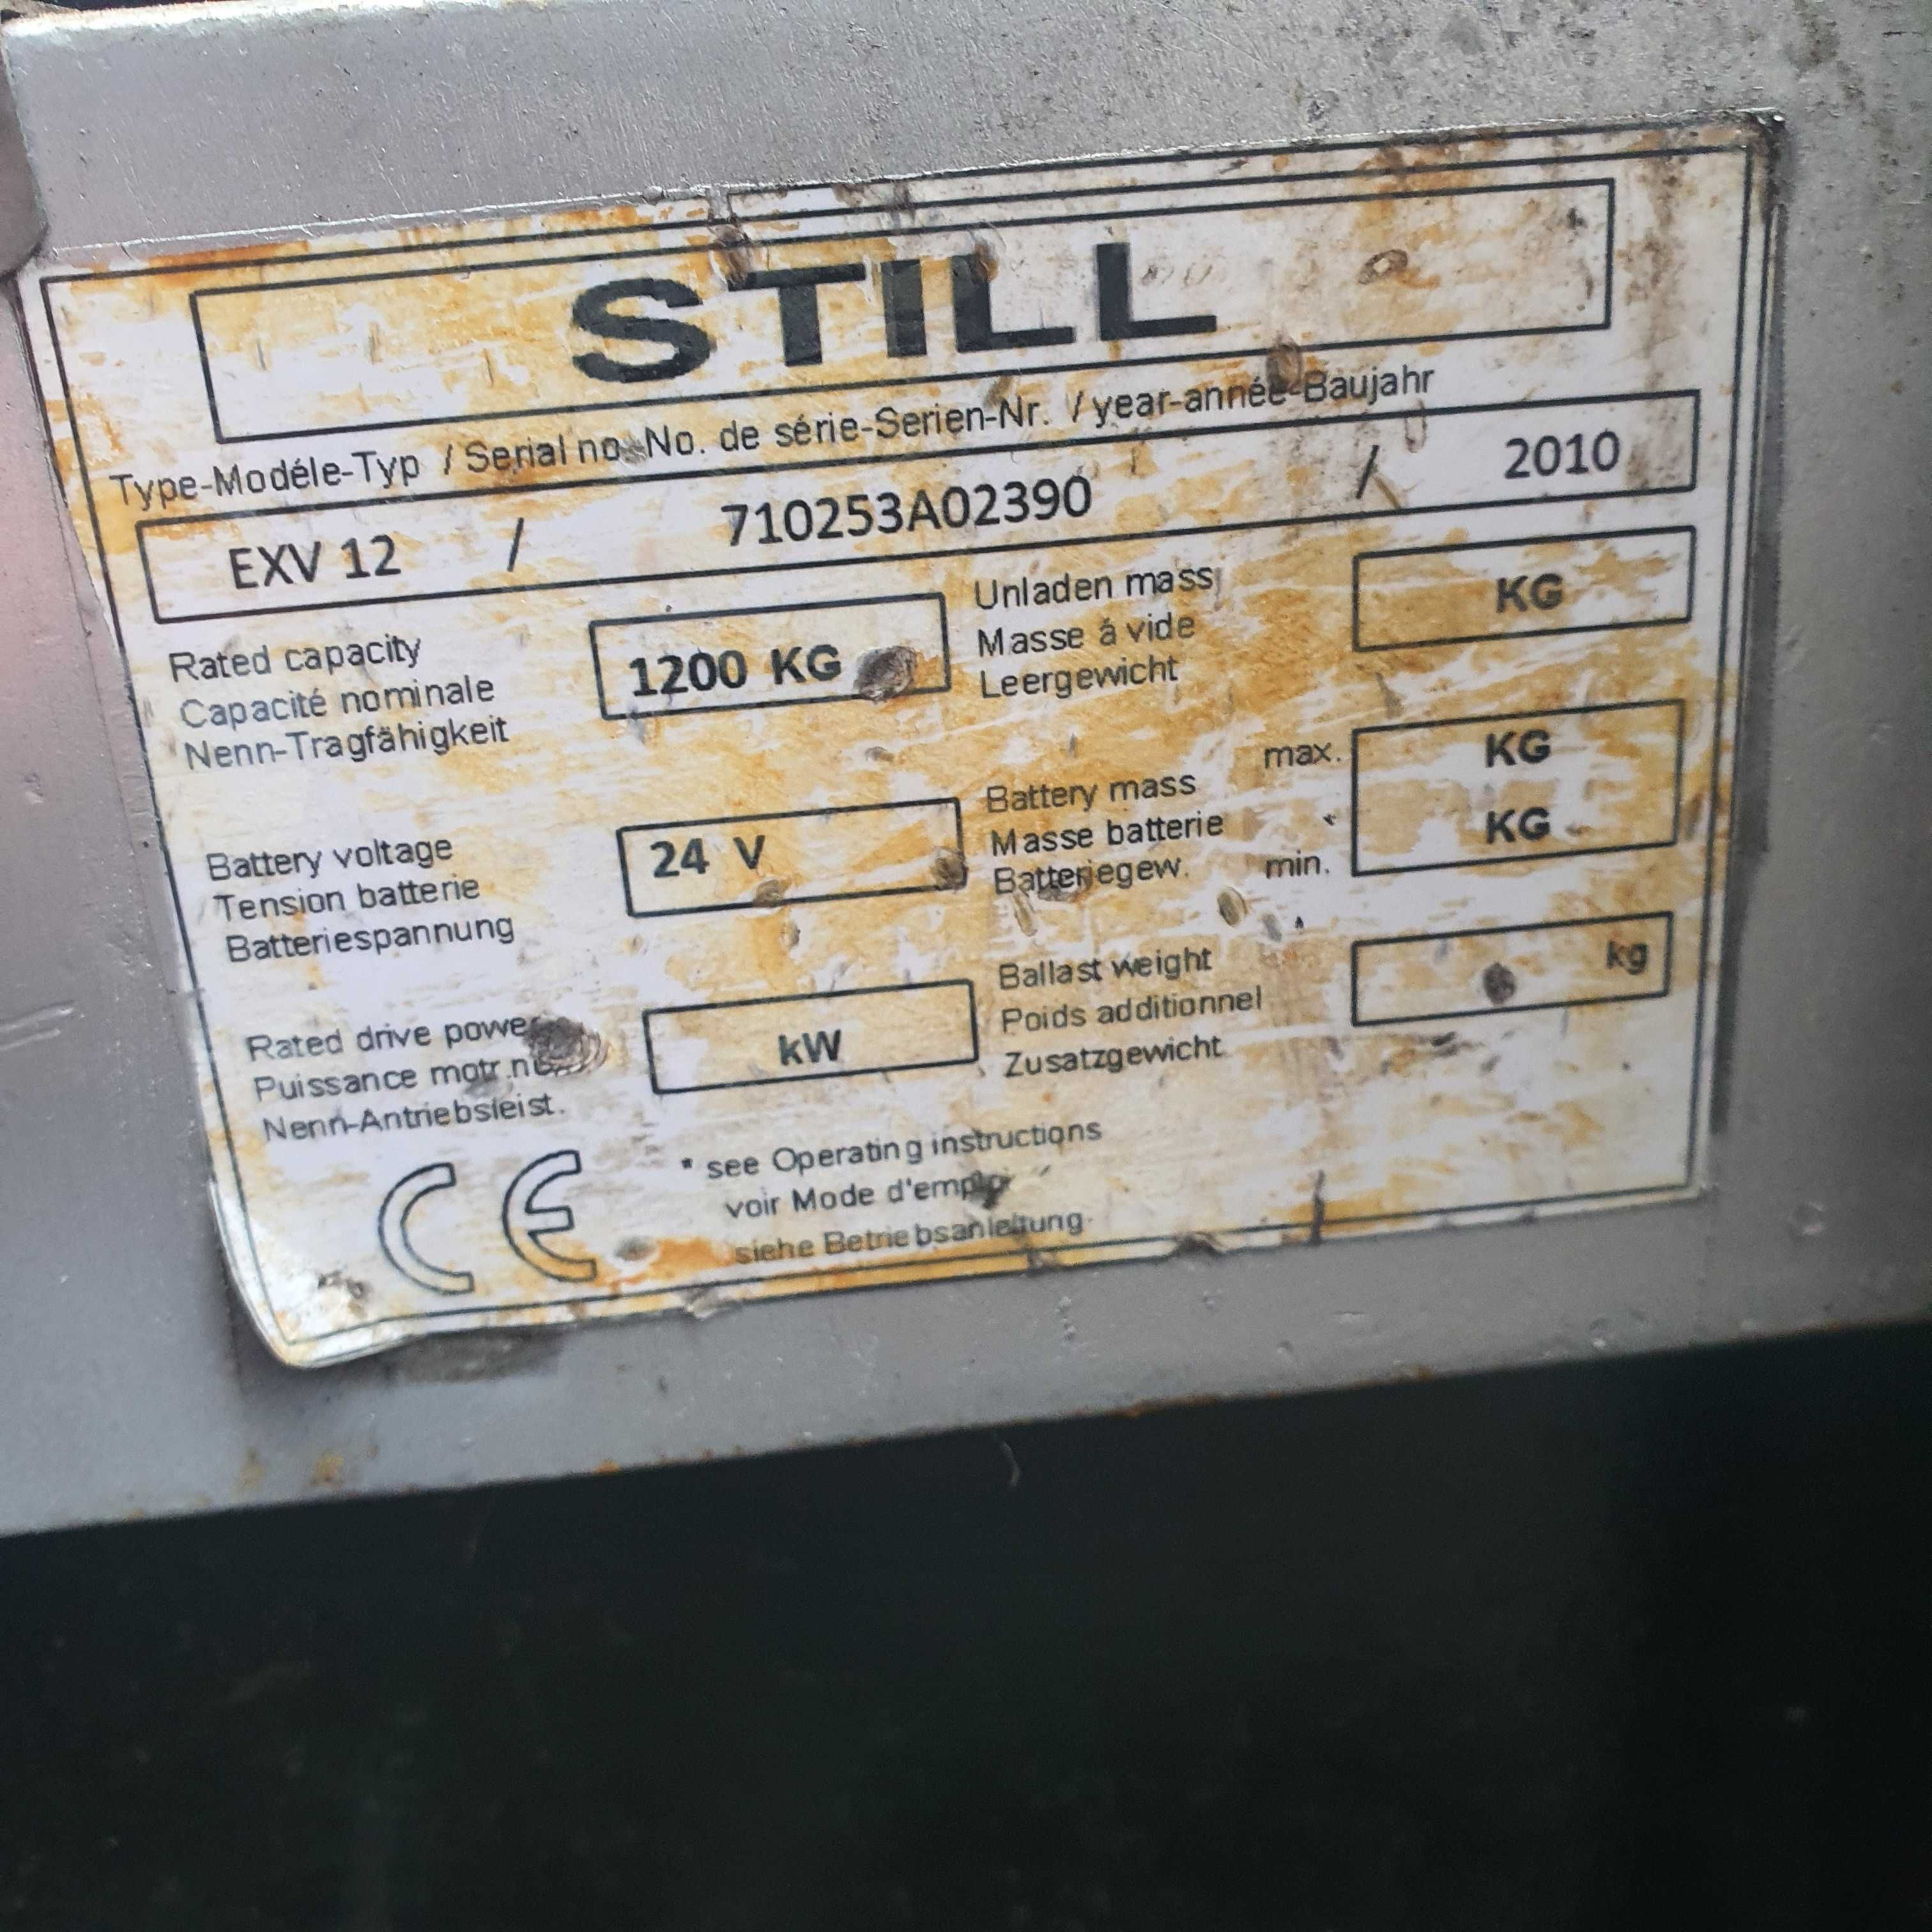 STILL
Type-Modéle-Typ / Serial no. No. de série-Serien-Nr. / year-année-Baujahr
EXV 12 / 710253A02390 / 2010
Rated capacity
Capacité nominale
Nenn-Tragfähigkeit
1200 KG
Unladen mass
Masse á vide
Leergewicht
KG
Battery voltage
Tension batterie
Batteriespannung
24 V
Battery mass
Masse batterie
Batteriegew.
max. KG
*
min. KG
Rated drive power
Puissance motr.
Nenn-Antriebsleist.
kW
Ballast weight
Poids additionnel
Zusatzgewicht
kg
CE
* see Operating instructions
voir Mode d'emploi
siehe Betriebsanleitung